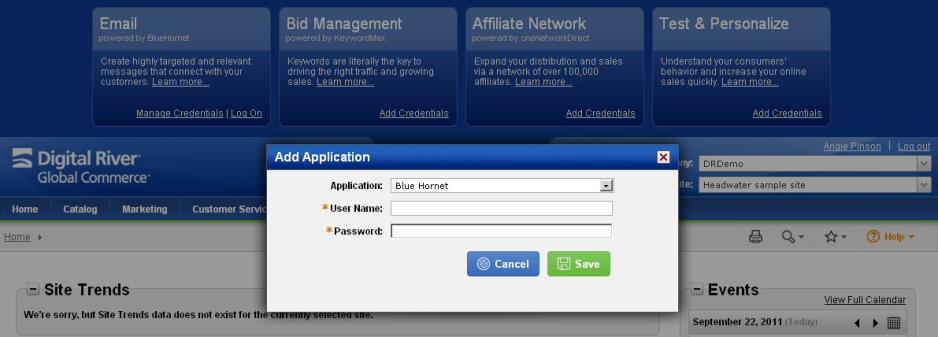 Email
powered by BlueHornet
Create highly targeted and relevant
messages that connect with your
customers. Learn more...
Manage Credentials | Log On
Bid Management
powered by KeywordMax
Keywords are literally the key to
driving the right traffic and growing
sales. Learn more...
Add Credentials
Affiliate Network
powered by oneNetworkDirect
Expand your distribution and sales
via a network of over 100,000
affiliates. Learn more...
Add Credentials
Test & Personalize
Understand your consumers'
behavior and increase your online
sales quickly. Learn more...
Add Credentials
Digital River
Global Commerce
Angie Pinson | Log out
ny: DRDemo
ite: Headwater sample site
Home Catalog Marketing Customer Servic
Home
Help
Add Application
Application: Blue Hornet
*User Name:
*Password:
Cancel Save
Site Trends
We're sorry, but Site Trends data does not exist for the currently selected site.
Events
View Full Calendar
September 22, 2011 (Today)